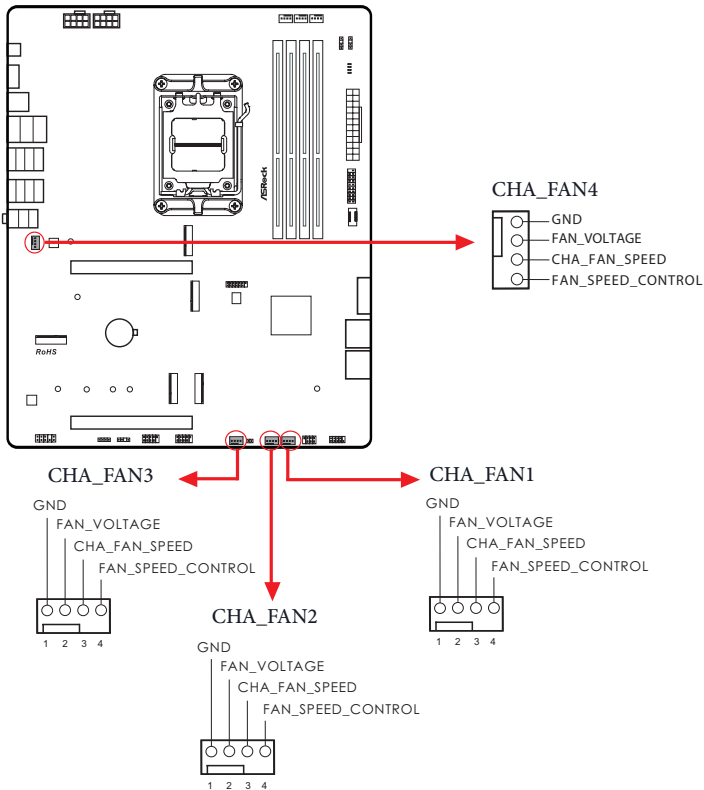 ASRock
CHA_FAN4
GND
FAN_VOLTAGE
CHA_FAN_SPEED
FAN_SPEED_CONTROL
RoHS
CHA_FAN3
GND
FAN_VOLTAGE
CHA_FAN_SPEED
FAN_SPEED_CONTROL
1 2 3 4
CHA_FAN1
GND
FAN_VOLTAGE
CHA_FAN_SPEED
FAN_SPEED_CONTROL
1 2 3 4
CHA_FAN2
GND
FAN_VOLTAGE
CHA_FAN_SPEED
FAN_SPEED_CONTROL
1 2 3 4